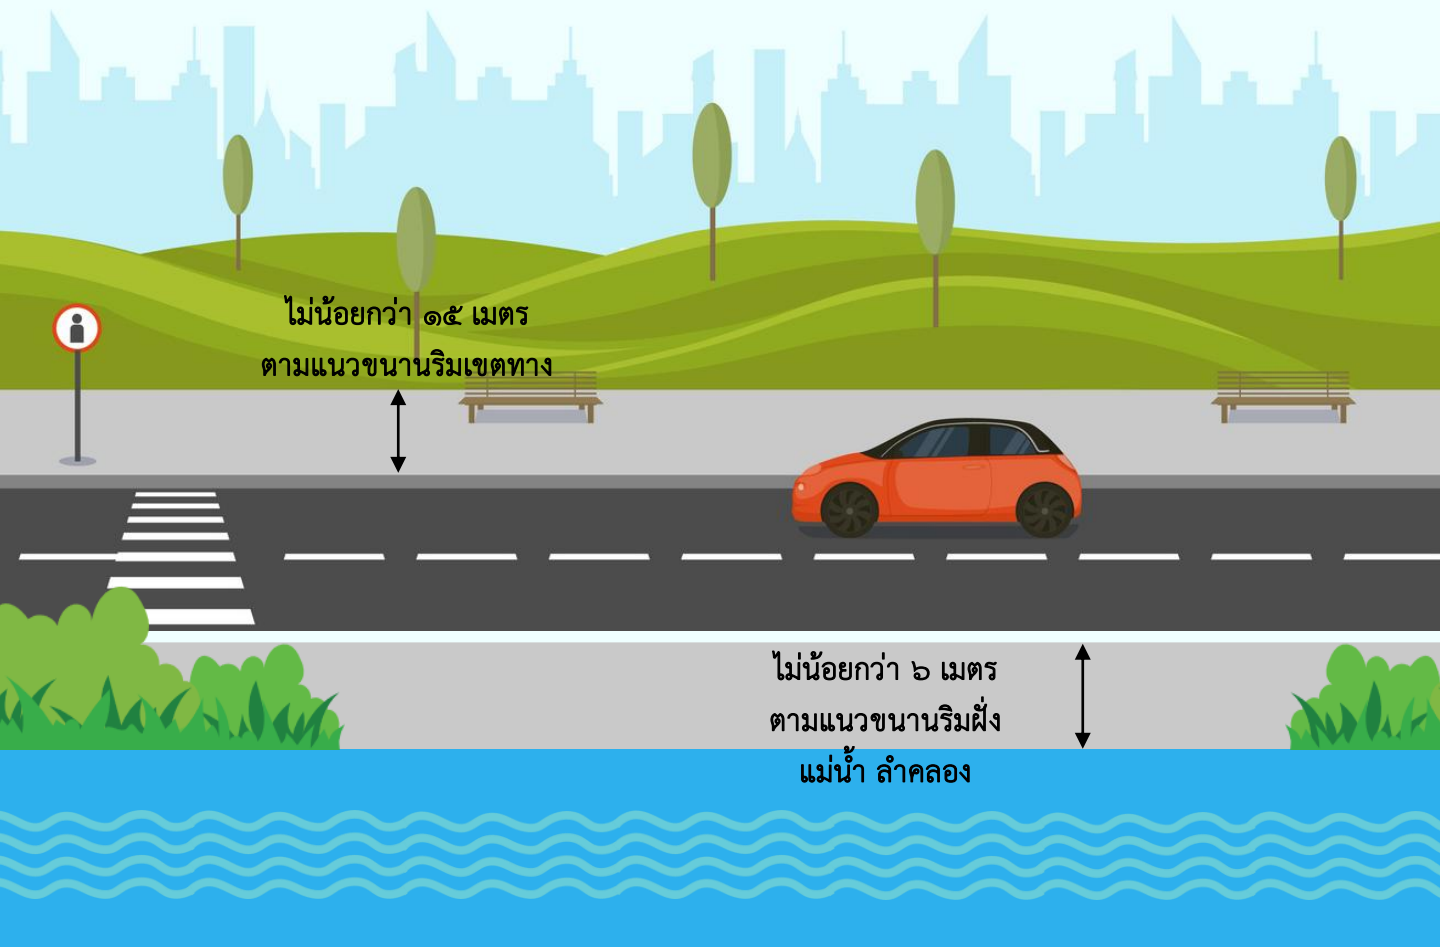 ไม่น้อยกว่า ๑๕ เมตร
ตามแนวขนานริมเขตทาง
ไม่น้อยกว่า ๖ เมตร
ตามแนวขนานริมฝั่ง
แม่น้ำ ลำคลอง